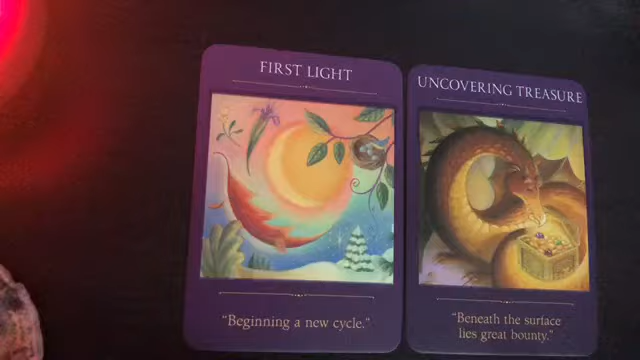 FIRST LIGHT
"Beginning a new cycle."
UNCOVERING TREASURE
"Beneath the surface
lies great bounty."